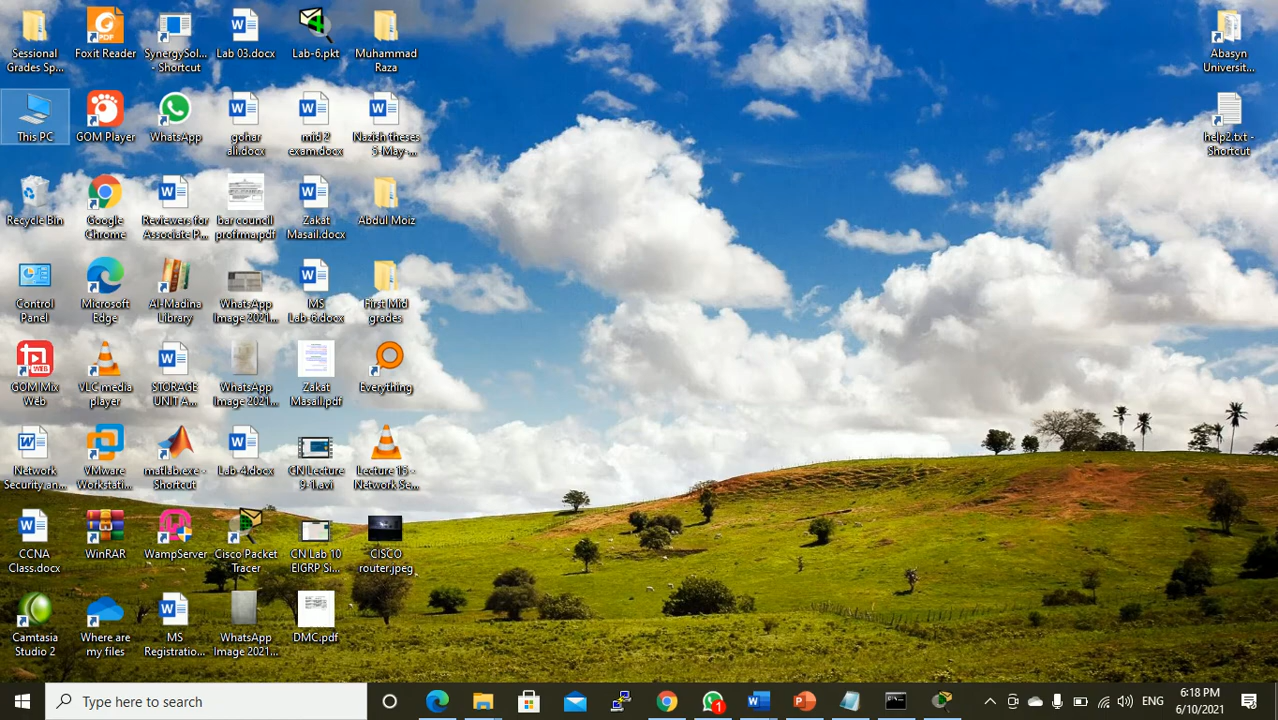 Sessional
Grades Sp...
Foxit Reader
SynergySol...
- Shortcut
Lab 03.docx
Lab-6.pkt
Muhammad
Raza
Abasyn
Universit...
This PC
GOM Player
WhatsApp
gohar
ali.docx
mid 2
exam.docx
Nazish theses
5-May-...
help2.txt -
Shortcut
Recycle Bin
Google
Chrome
Reviewers for
Associate P...
bar council
profrma.pdf
Zakat
Masail.docx
Abdul Moiz
Control
Panel
Microsoft
Edge
Al-Madina
Library
WhatsApp
Image 2021...
MS
Lab-6.docx
First Mid
grades
GOM Mix
Web
VLC media
player
STORAGE
UNIT A...
WhatsApp
Image 2021...
Zakat
Masail.pdf
Everything
Network
Security.an...
VMware
Workstati...
matlab.exe -
Shortcut
Lab-4.docx
CN Lecture
9-1.avi
Lecture 15 -
Network Se...
CCNA
Class.docx
WinRAR
WampServer
Cisco Packet
Tracer
CN Lab 10
EIGRP Si...
CISCO
router.jpeg
Camtasia
Studio 2
Where are
my files
MS
Registratio...
WhatsApp
Image 2021...
DMC.pdf
Type here to search
1
ENG
6:18 PM
6/10/2021